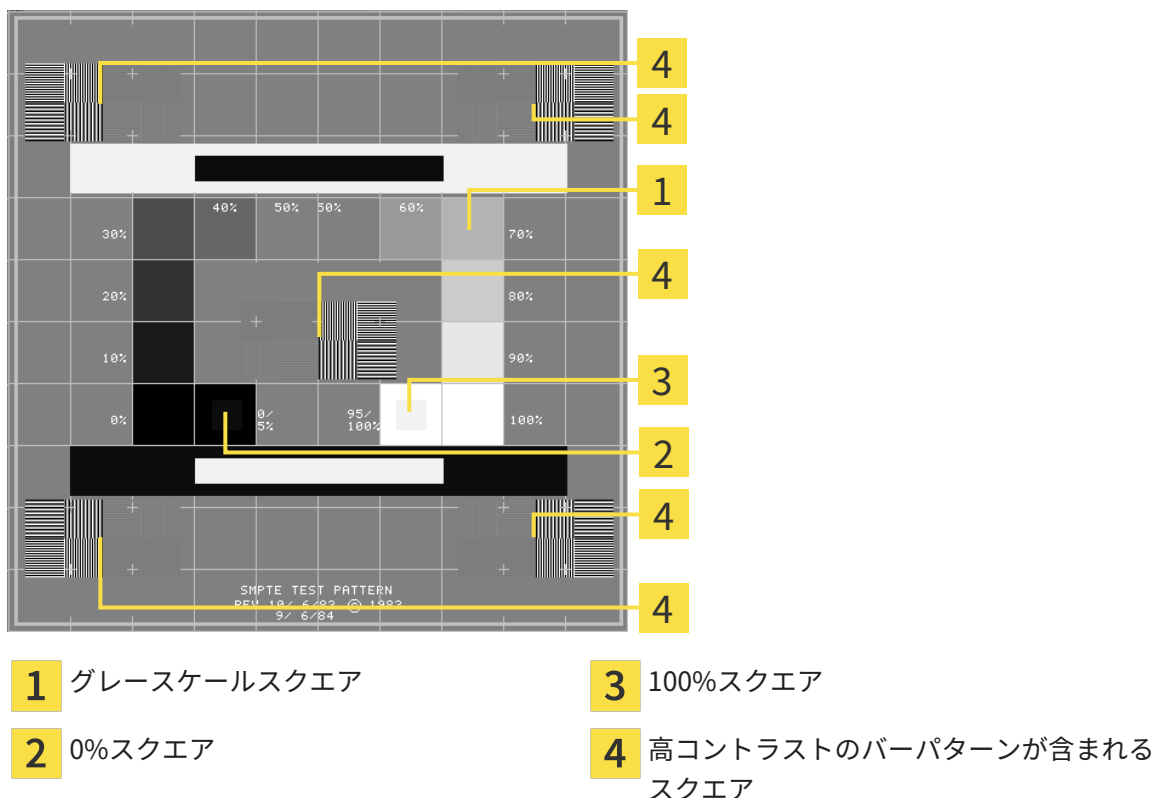 4
4
1
40% 50% 50% 60%
30% 70%
4
20% 80%
10% 90%
3
0/ 95/
0% 5% 100% 100%
2
4
SMPTE TEST PATTERN
REV 10/ 6/83 © 1983
9/ 6/84
4
1 グレースケールスクエア
2 0%スクエア
3 100%スクエア
4 高コントラストのバーパターンが含まれる
スクエア